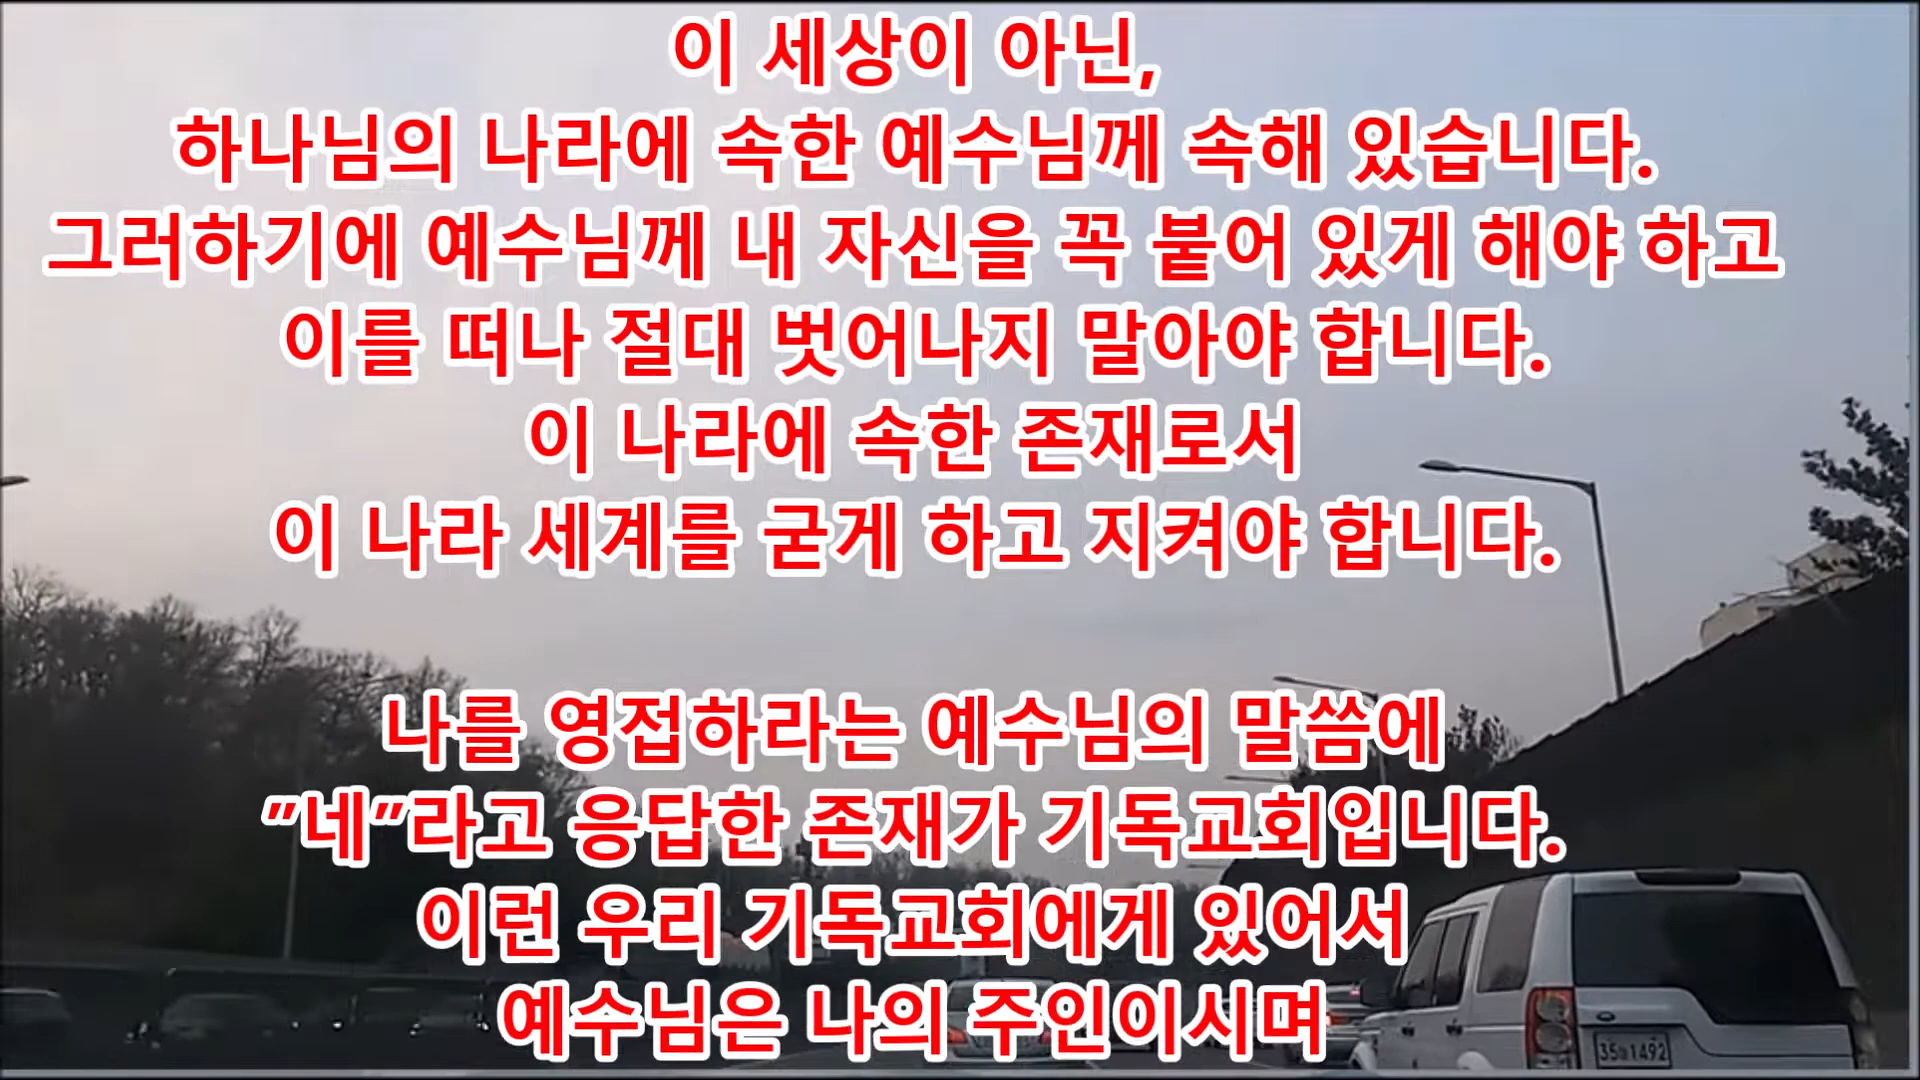 이 세상이 아닌,
하나님의 나라에 속한 예수님께 속해 있습니다.
그러하기에 예수님께 내 자신을 꼭 붙어 있게 해야 하고
이를 떠나 절대 벗어나지 말아야 합니다.
이 나라에 속한 존재로서
이 나라 세계를 굳게 하고 지켜야 합니다.
나를 영접하라는 예수님의 말씀에
"네"라고 응답한 존재가 기독교회입니다.
이런 우리 기독교회에게 있어서
예수님은 나의 주인이시며